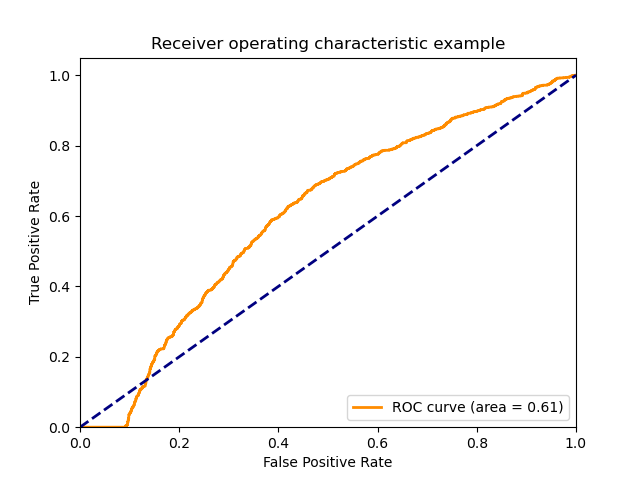 Receiver operating characteristic example
1.0
0.8
0.6
0.4
0.2
0.0
True Positive Rate
ROC curve (area = 0.61)
0.0 0.2 0.4 0.6 0.8 1.0
False Positive Rate